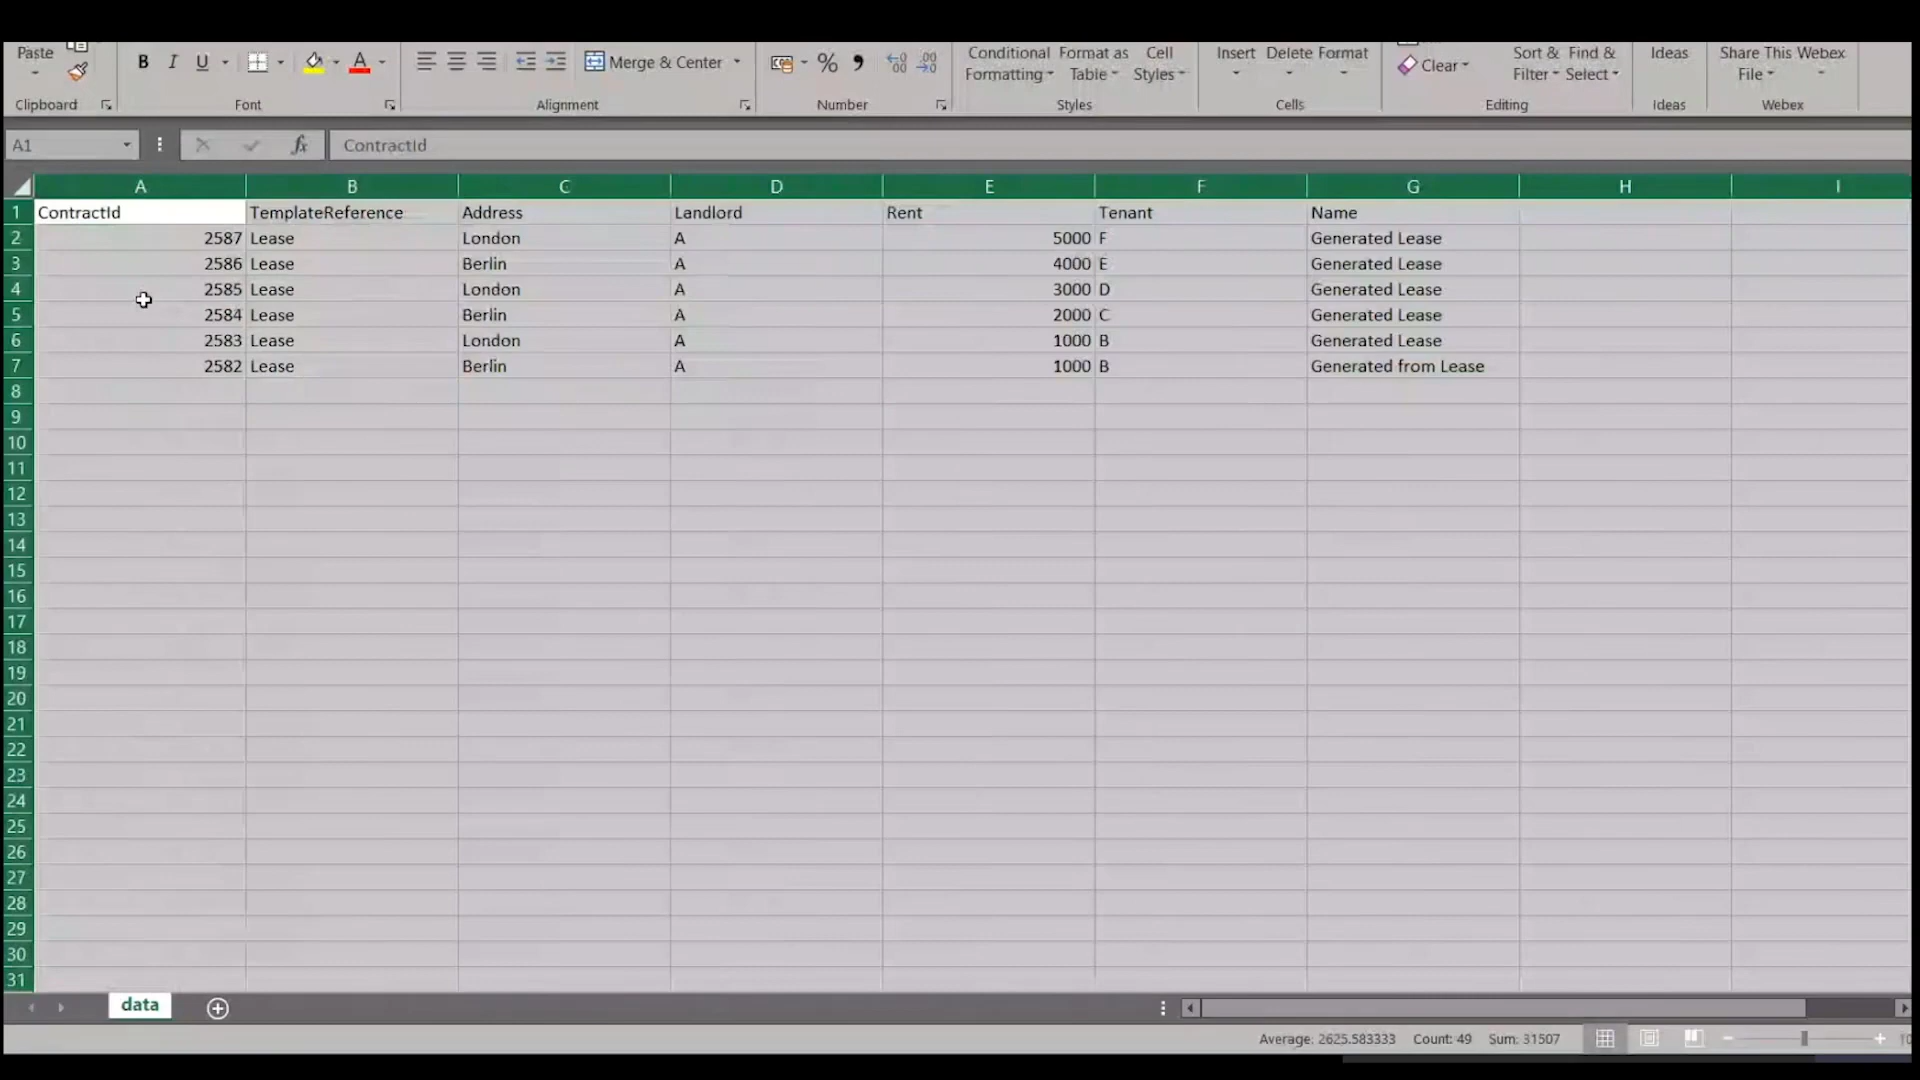 Paste
B I U
Merge & Center
%
Conditional Formatting
Format as Table
Cell Styles
Insert Delete Format
Clear
Sort & Filter
Find & Select
Ideas
Share This File
Webex
Clipboard Font Alignment Number Styles Cells Editing Ideas Webex
A1 fx ContractId
A B C D E F G H I
1 ContractId TemplateReference Address Landlord Rent Tenant Name
2 2587 Lease London A 5000 F Generated Lease
3 2586 Lease Berlin A 4000 E Generated Lease
4 2585 Lease London A 3000 D Generated Lease
5 2584 Lease Berlin A 2000 C Generated Lease
6 2583 Lease London A 1000 B Generated Lease
7 2582 Lease Berlin A 1000 B Generated from Lease
8
9
10
11
12
13
14
15
16
17
18
19
20
21
22
23
24
25
26
27
28
29
30
31
data
Average: 2625.583333 Count: 49 Sum: 31507